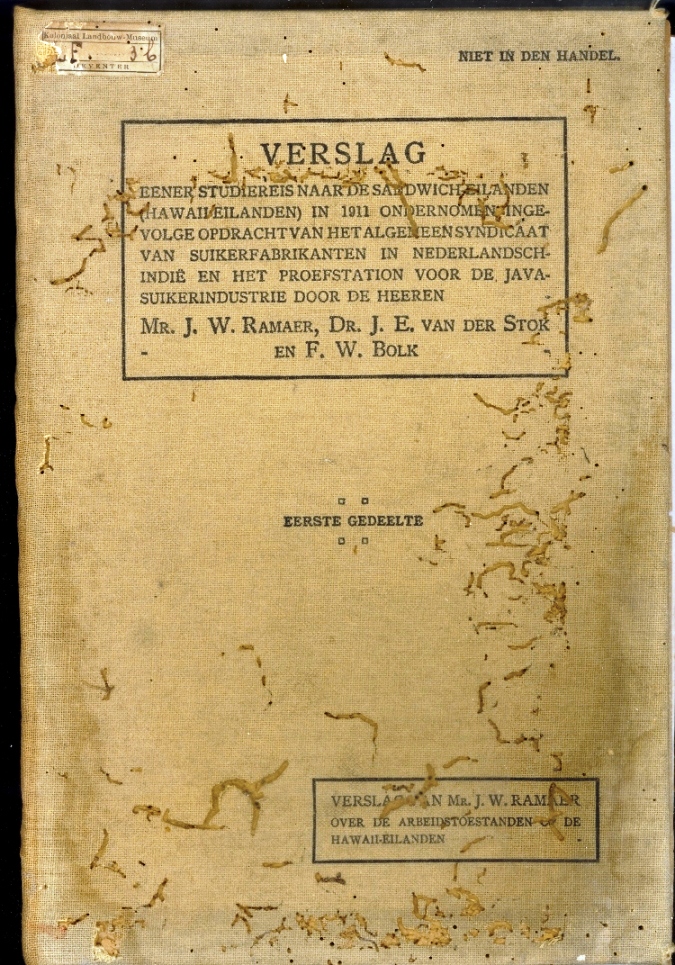 Koloniaal Landbouw-Museum
F. 36
DEVENTER
NIET IN DEN HANDEL.
VERSLAG
EENER STUDIEREIS NAAR DE SANDWICH EILANDEN
(HAWAII-EILANDEN) IN 1911 ONDERNOMEN INGE-
VOLGE OPDRACHT VAN HET ALGEMEEN SYNDICAAT
VAN SUIKERFABRIKANTEN IN NEDERLANDSCH-
INDIË EN HET PROEFSTATION VOOR DE JAVA-
SUIKERINDUSTRIE DOOR DE HEEREN
MR. J. W. RAMAER, DR. J. E. VAN DER STOK
- EN F. W. BOLK -
EERSTE GEDEELTE
VERSLAG VAN MR. J. W. RAMAER
OVER DE ARBEIDSTOESTANDEN OP DE
HAWAII-EILANDEN